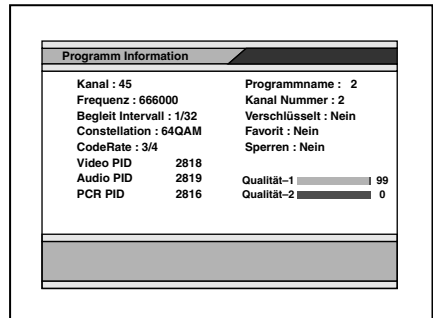 Programm Information
Kanal : 45
Frequenz : 666000
Begleit Intervall : 1/32
Constellation : 64QAM
CodeRate : 3/4
Video PID 2818
Audio PID 2819
PCR PID 2816
Programmname : 2
Kanal Nummer : 2
Verschlüsselt : Nein
Favorit : Nein
Sperren : Nein
Qualität–1 99
Qualität–2 0